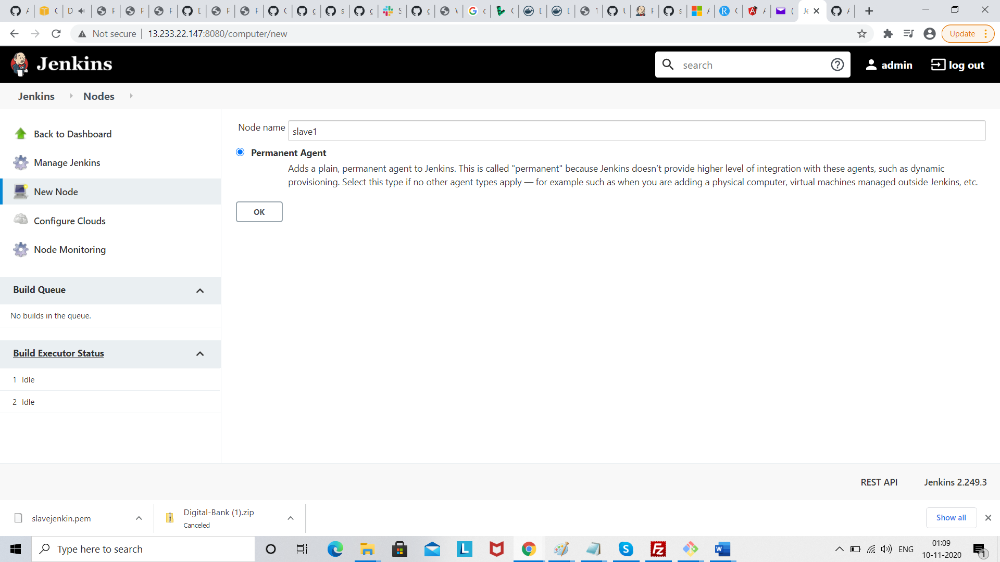 Not secure
13.233.22.147:8080/computer/new
Update
Jenkins
search
admin
log out
Jenkins
Nodes
Back to Dashboard
Manage Jenkins
New Node
Configure Clouds
Node Monitoring
Build Queue
No builds in the queue.
Build Executor Status
1 Idle
2 Idle
Node name
slave1
Permanent Agent
Adds a plain, permanent agent to Jenkins. This is called "permanent" because Jenkins doesn’t provide higher level of integration with these agents, such as dynamic
provisioning. Select this type if no other agent types apply — for example such as when you are adding a physical computer, virtual machines managed outside Jenkins, etc.
OK
REST API
Jenkins 2.249.3
slavejenkin.pem
Digital-Bank (1).zip
Canceled
Show all
Type here to search
ENG
01:09
10-11-2020
1